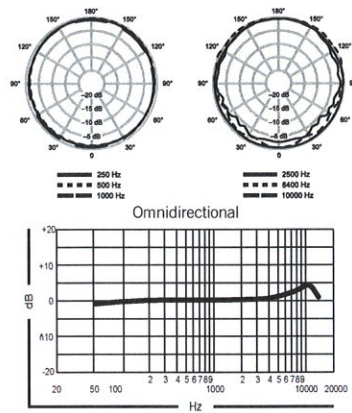 180° 180°
150° 150° 150° 150°
120° 120° 120° 120°
90° 90° 90° 90°
–20 dB –20 dB
–15 dB –15 dB
–10 dB –10 dB
–5 dB –5 dB
60° 60° 60° 60°
30° 30° 30° 30°
0 0
250 Hz 2500 Hz
500 Hz 6400 Hz
1000 Hz 10000 Hz
Omnidirectional
+20
+10
dB
0
ñ10
-20
20 50 100 2 3 4 5 6 7 8 9 1000 2 3 4 5 6 7 8 9 10000 20000
Hz